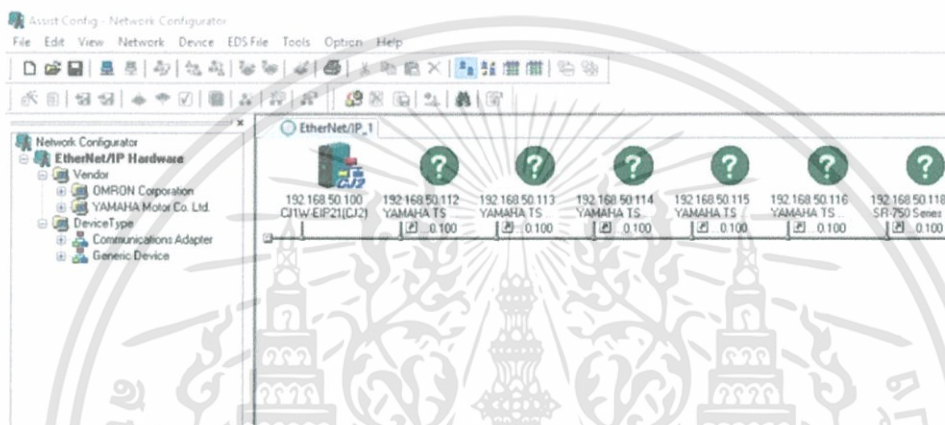 Assist Config - Network Configurator
File Edit View Network Device EDS File Tools Option Help
EtherNet/IP_1
Network Configurator
EtherNet/IP Hardware
Vendor
OMRON Corporation
YAMAHA Motor Co. Ltd.
DeviceType
Communications Adapter
Generic Device
CJ2
192.168.50.100 192.168.50.112 192.168.50.113 192.168.50.114 192.168.50.115 192.168.50.116 192.168.50.118
CJ1W-EIP21(CJ2) YAMAHA TS ... YAMAHA TS ... YAMAHA TS ... YAMAHA TS ... YAMAHA TS ... SR-750 Series
0.100 0.100 0.100 0.100 0.100 0.100